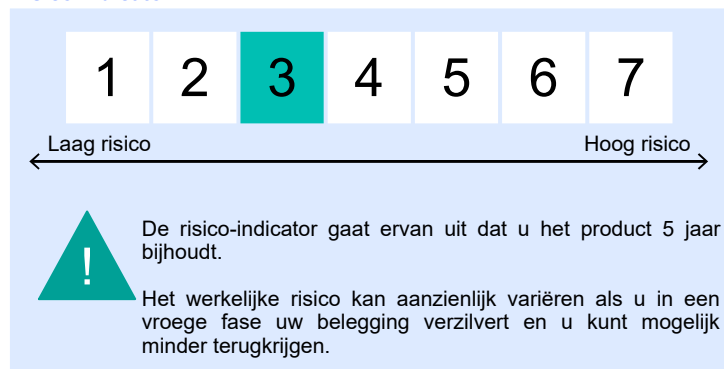 1 2 3 4 5 6 7
Laag risico Hoog risico
!
De risico-indicator gaat ervan uit dat u het product 5 jaar
bijhoudt.
Het werkelijke risico kan aanzienlijk variëren als u in een
vroege fase uw belegging verzilvert en u kunt mogelijk
minder terugkrijgen.